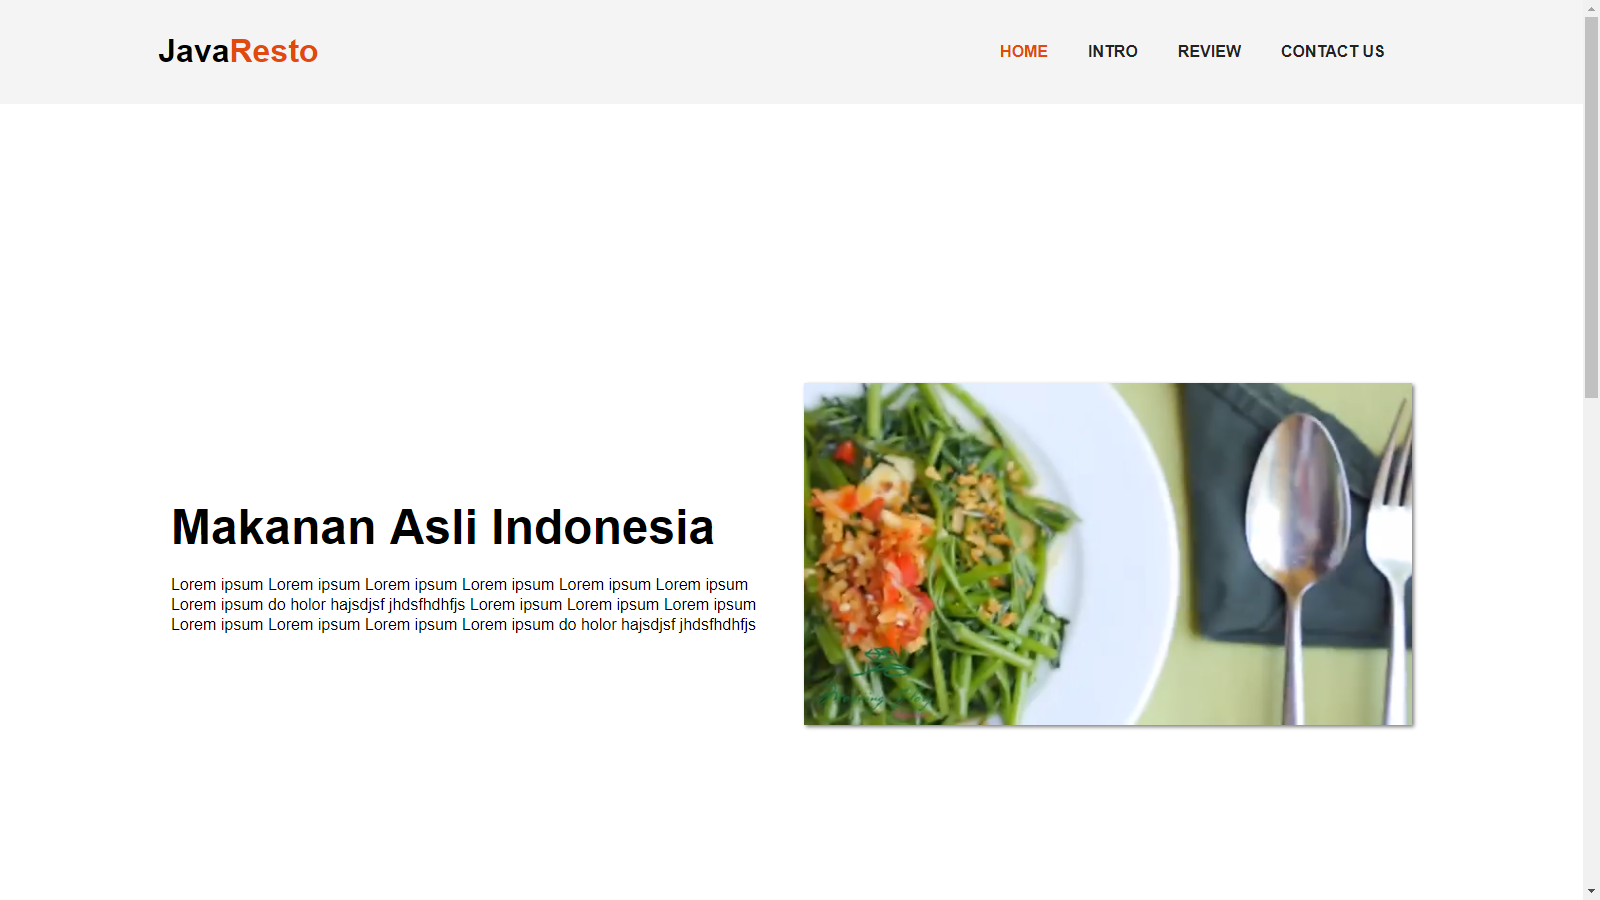 JavaResto
HOME INTRO REVIEW CONTACT US
Makanan Asli Indonesia
Lorem ipsum Lorem ipsum Lorem ipsum Lorem ipsum Lorem ipsum Lorem ipsum
Lorem ipsum do holor hajsdjsf jhdsfhdhfjs Lorem ipsum Lorem ipsum Lorem ipsum
Lorem ipsum Lorem ipsum Lorem ipsum Lorem ipsum do holor hajsdjsf jhdsfhdhfjs